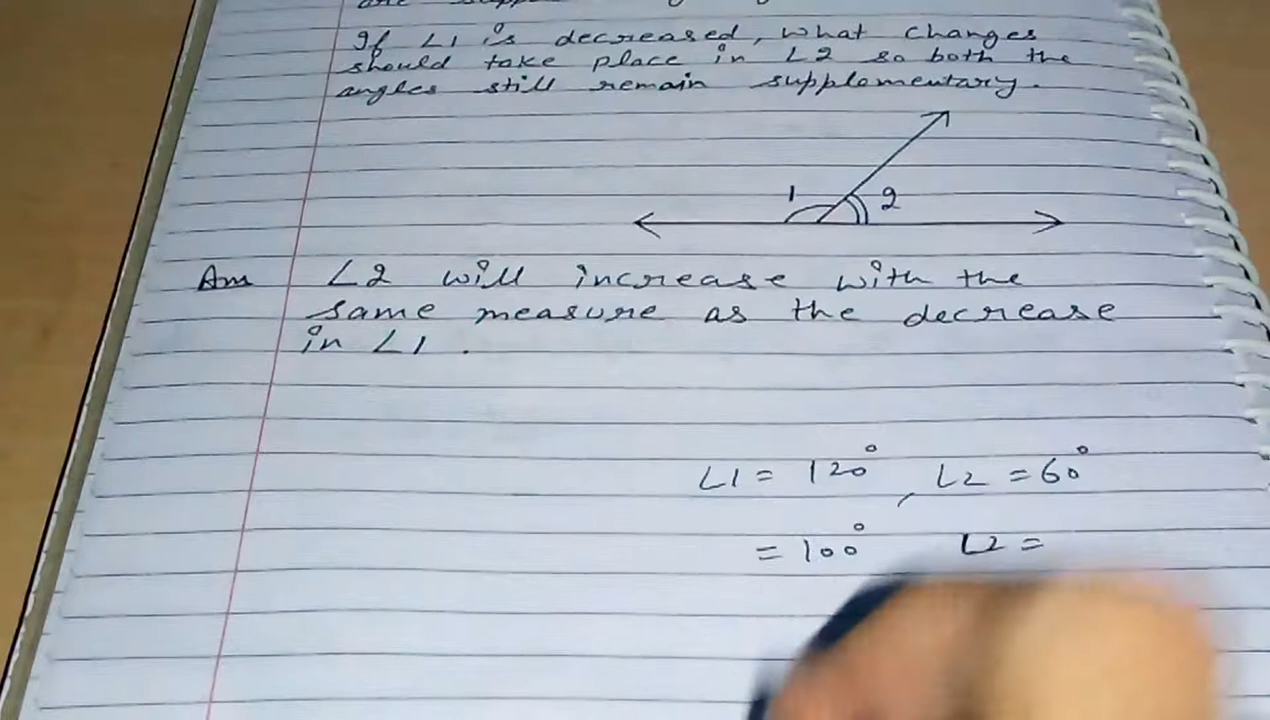 If ∠1 is decreased, what changes
should take place in ∠2 so both the
angles still remain supplementary.
1 2
Ans ∠2 will increase with the
same measure as the decrease
in ∠1.
∠1 = 120°, ∠2 = 60°
= 100° ∠2 =